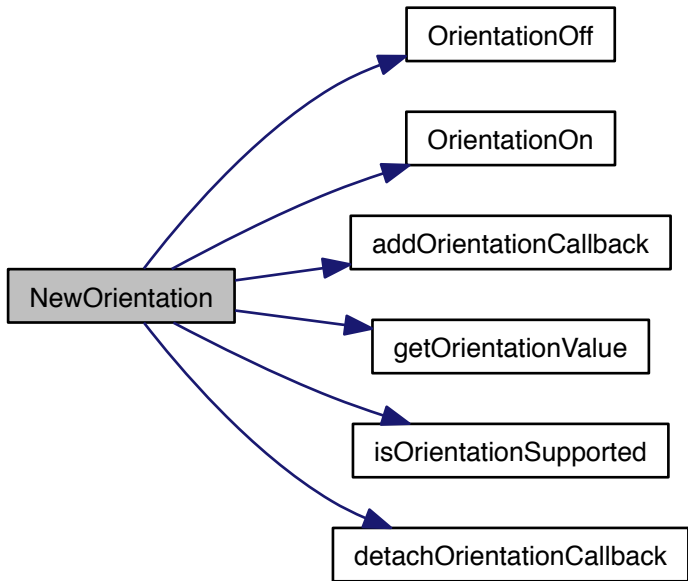 OrientationOff
OrientationOn
addOrientationCallback
NewOrientation
getOrientationValue
isOrientationSupported
detachOrientationCallback